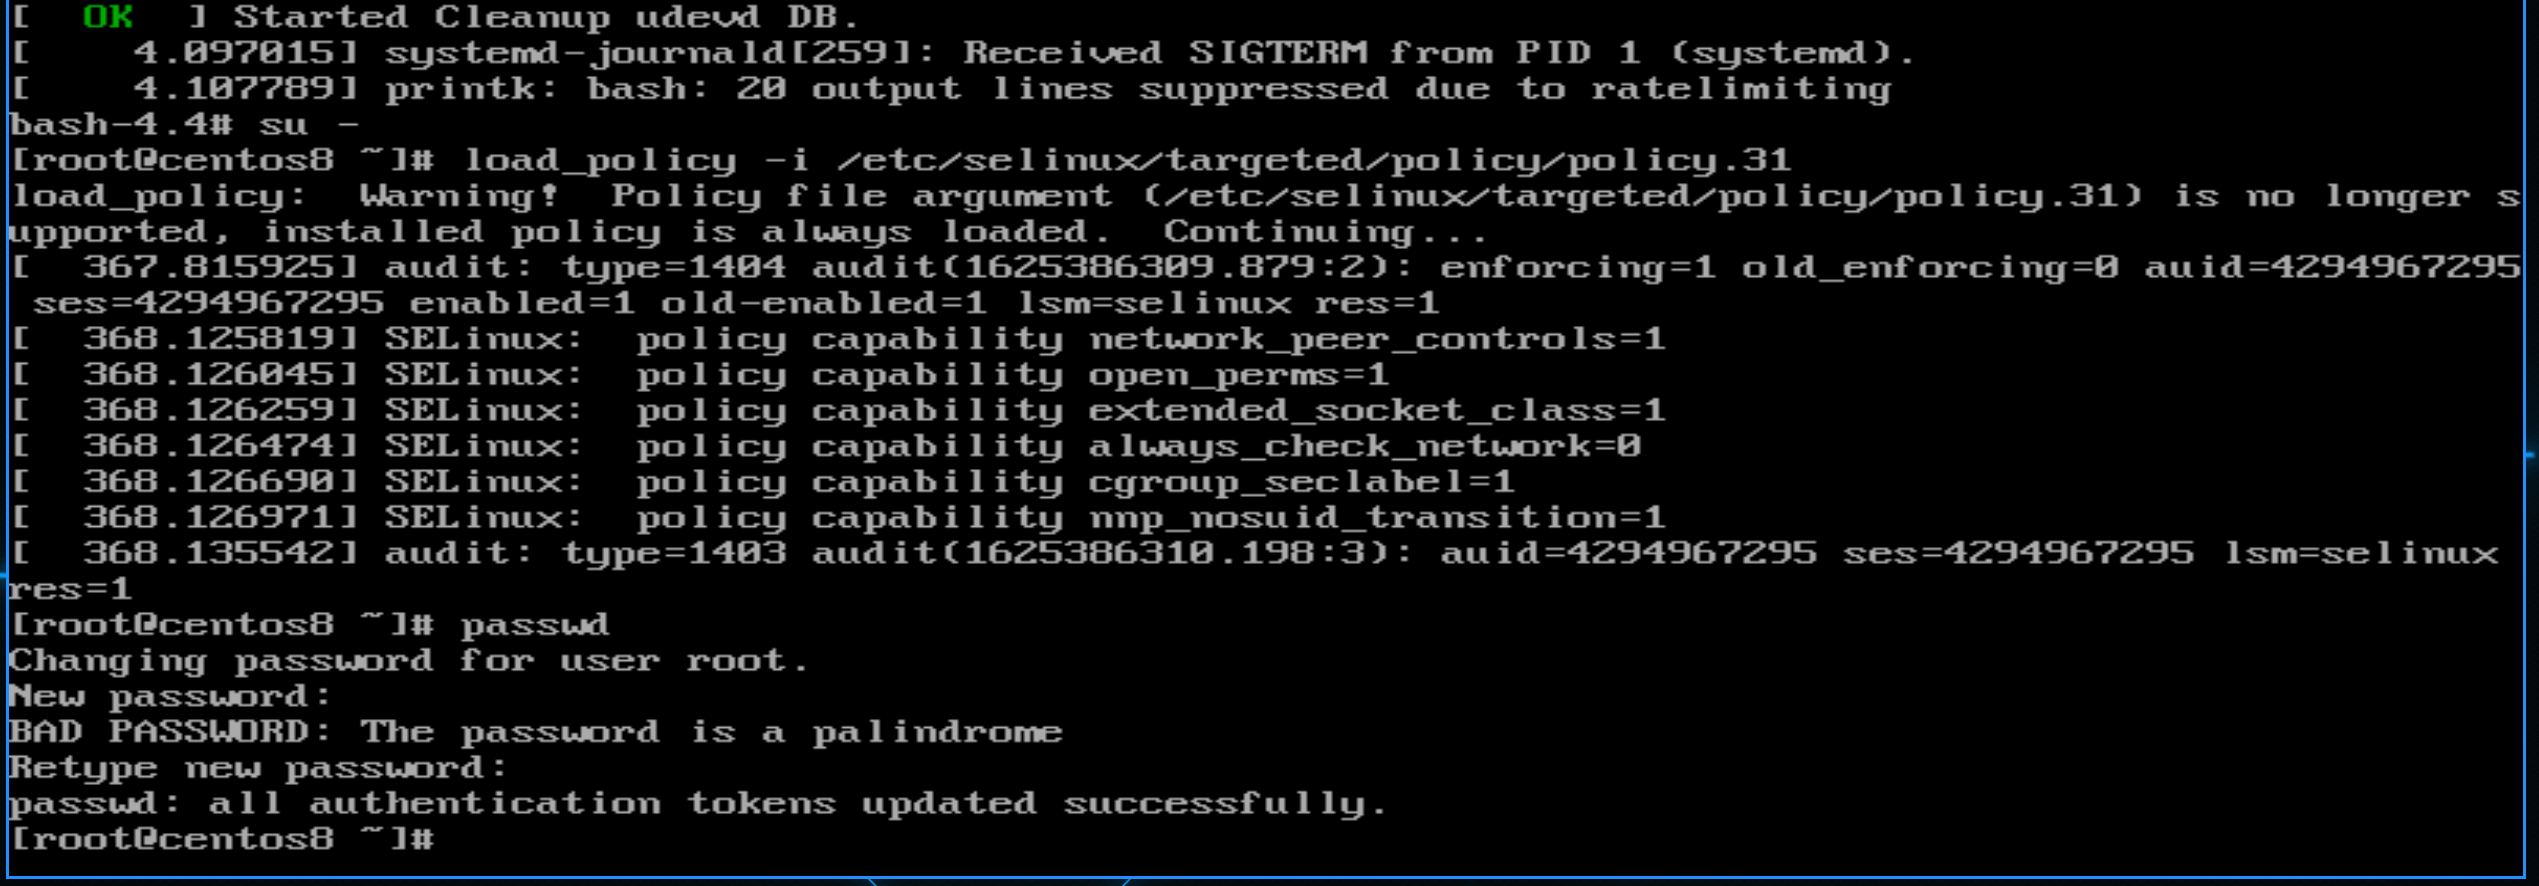 [  OK  ] Started Cleanup udevd DB.
[    4.097015] systemd-journald[259]: Received SIGTERM from PID 1 (systemd).
[    4.107789] printk: bash: 20 output lines suppressed due to ratelimiting
bash-4.4# su -
[root@centos8 ~]# load_policy -i /etc/selinux/targeted/policy/policy.31
load_policy:  Warning!  Policy file argument (/etc/selinux/targeted/policy/policy.31) is no longer s
upported, installed policy is always loaded.  Continuing...
[  367.815925] audit: type=1404 audit(1625386309.879:2): enforcing=1 old_enforcing=0 auid=4294967295
 ses=4294967295 enabled=1 old-enabled=1 lsm=selinux res=1
[  368.125819] SELinux:  policy capability network_peer_controls=1
[  368.126045] SELinux:  policy capability open_perms=1
[  368.126259] SELinux:  policy capability extended_socket_class=1
[  368.126474] SELinux:  policy capability always_check_network=0
[  368.126690] SELinux:  policy capability cgroup_seclabel=1
[  368.126971] SELinux:  policy capability nnp_nosuid_transition=1
[  368.135542] audit: type=1403 audit(1625386310.198:3): auid=4294967295 ses=4294967295 lsm=selinux
res=1
[root@centos8 ~]# passwd
Changing password for user root.
New password:
BAD PASSWORD: The password is a palindrome
Retype new password:
passwd: all authentication tokens updated successfully.
[root@centos8 ~]#